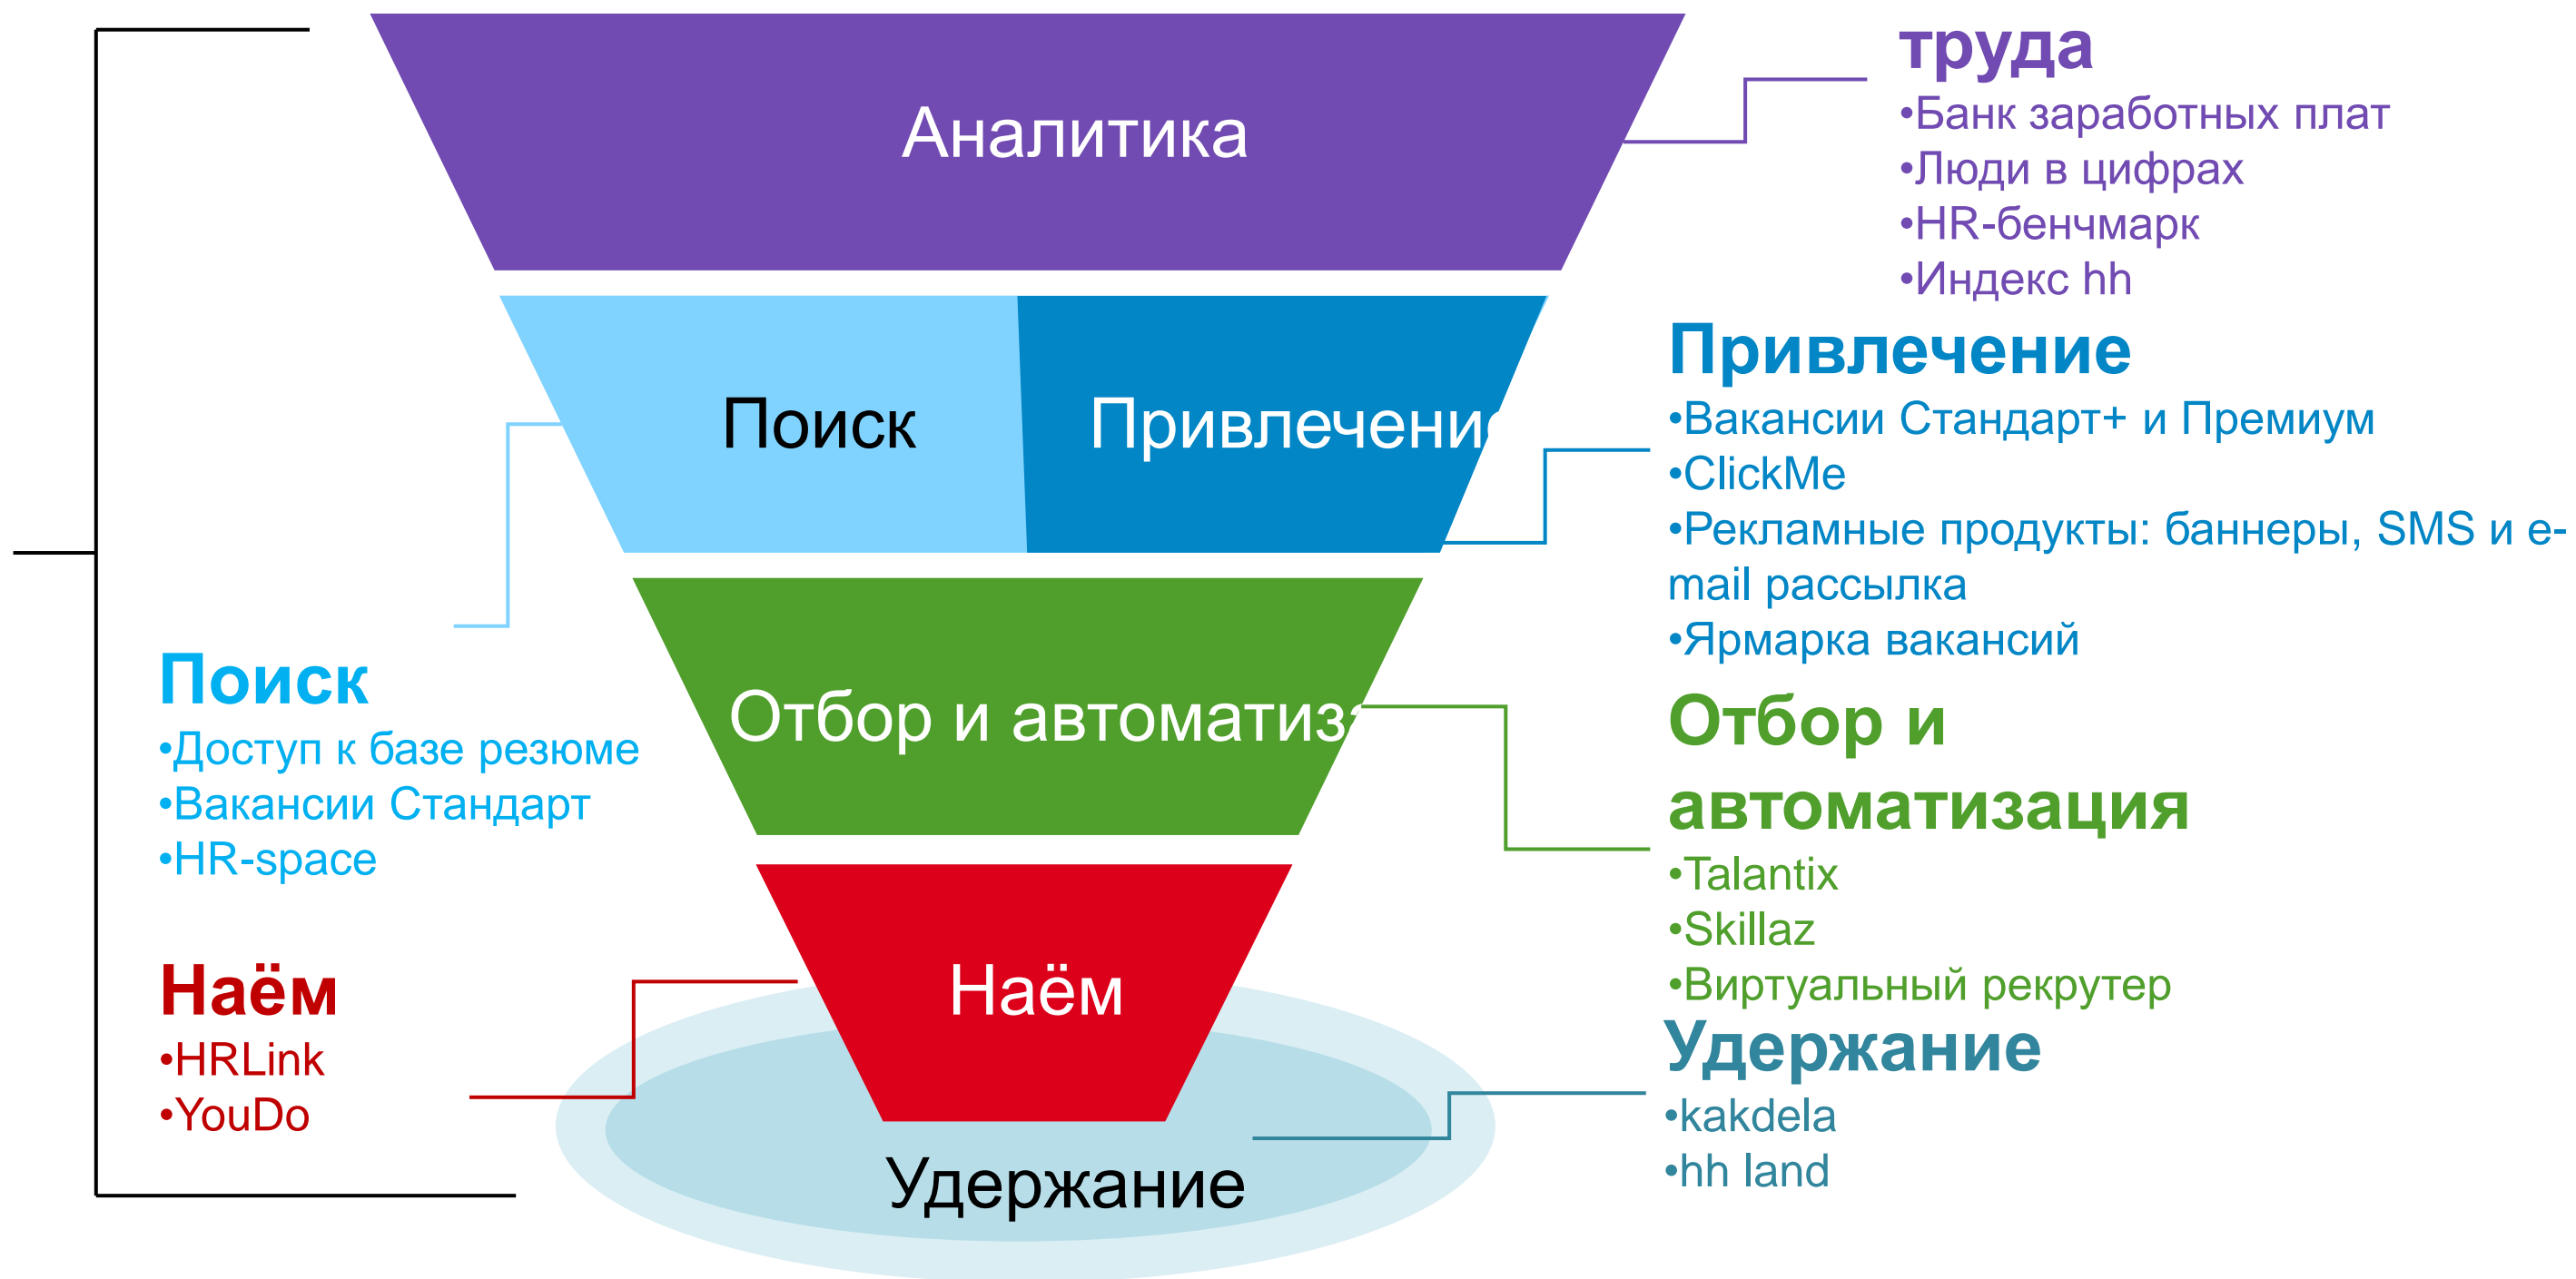 труда
•Банк заработных плат
•Люди в цифрах
•HR-бенчмарк
•Индекс hh
Аналитика
Поиск
Привлечение
Привлечение
•Вакансии Стандарт+ и Премиум
•ClickMe
•Рекламные продукты: баннеры, SMS и e-
mail рассылка
•Ярмарка вакансий
Поиск
•Доступ к базе резюме
•Вакансии Стандарт
•HR-space
Отбор и автоматиза
Отбор и
автоматизация
•Talantix
•Skillaz
•Виртуальный рекрутер
Наём
•HRLink
•YouDo
Наём
Удержание
•kakdela
•hh land
Удержание